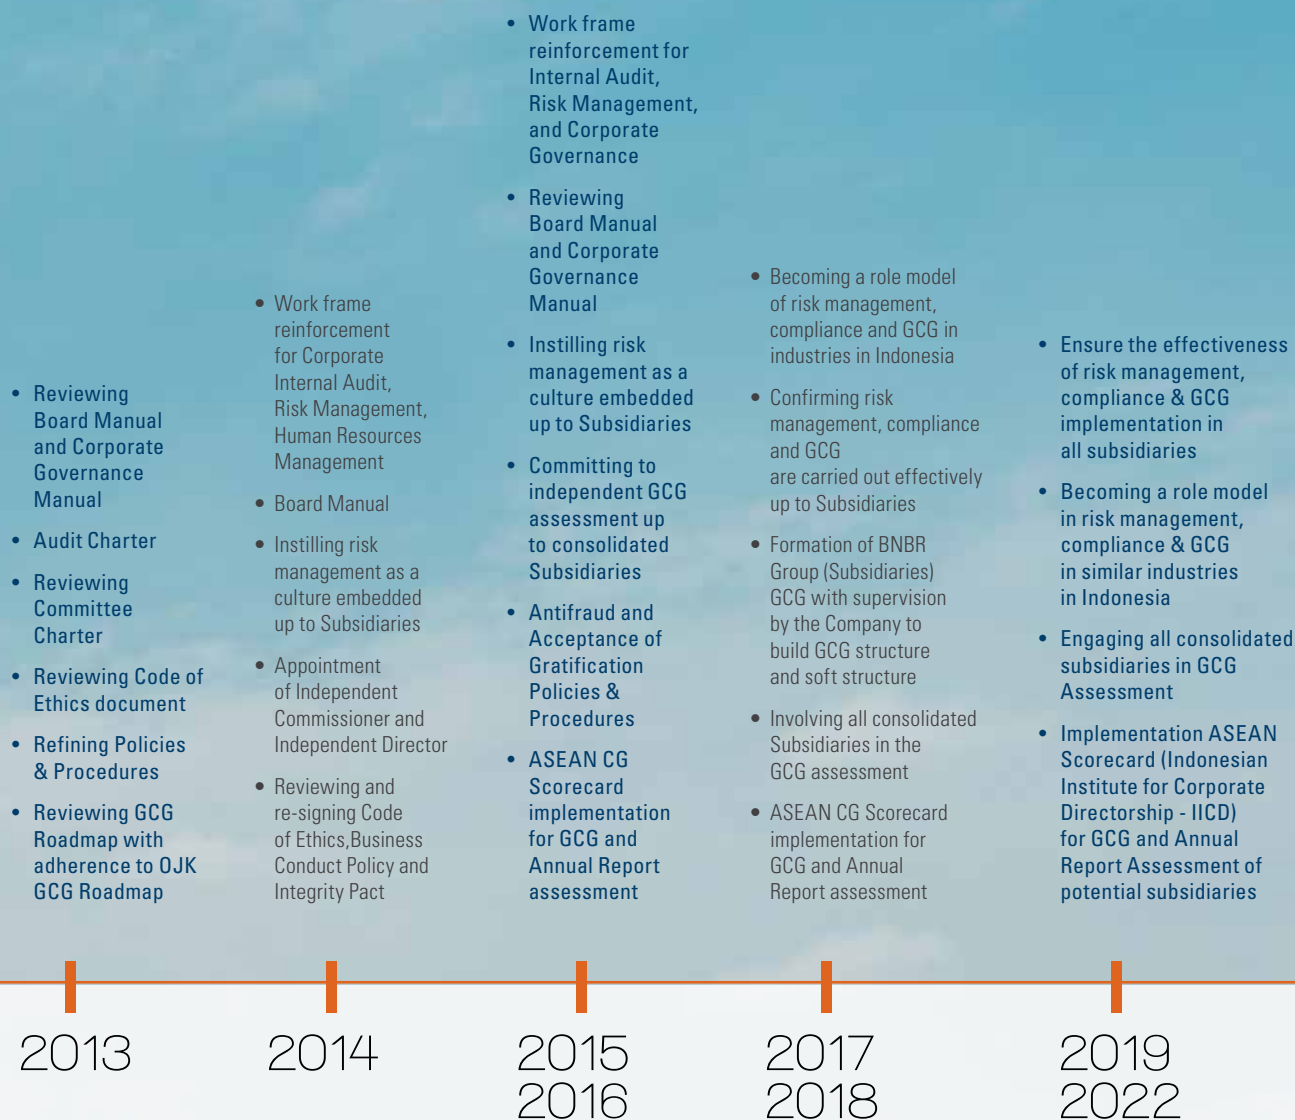 • Reviewing
Board Manual
and Corporate
Governance
Manual
• Audit Charter
• Reviewing
Committee
Charter
• Reviewing Code of
Ethics document
• Refining Policies
& Procedures
• Reviewing GCG
Roadmap with
adherence to OJK
GCG Roadmap
2013
• Work frame
reinforcement
for Corporate
Internal Audit,
Risk Management,
Human Resources
Management
• Board Manual
• Instilling risk
management as a
culture embedded
up to Subsidiaries
• Appointment
of Independent
Commissioner and
Independent Director
• Reviewing and
re-signing Code
of Ethics,Business
Conduct Policy and
Integrity Pact
2014
• Work frame
reinforcement for
Internal Audit,
Risk Management,
and Corporate
Governance
• Reviewing
Board Manual
and Corporate
Governance
Manual
• Instilling risk
management as a
culture embedded
up to Subsidiaries
• Committing to
independent GCG
assessment up
to consolidated
Subsidiaries
• Antifraud and
Acceptance of
Gratification
Policies &
Procedures
• ASEAN CG
Scorecard
implementation
for GCG and
Annual Report
assessment
2015
2016
• Becoming a role model
of risk management,
compliance and GCG in
industries in Indonesia
• Confirming risk
management, compliance
and GCG
are carried out effectively
up to Subsidiaries
• Formation of BNBR
Group (Subsidiaries)
GCG with supervision
by the Company to
build GCG structure
and soft structure
• Involving all consolidated
Subsidiaries in the
GCG assessment
• ASEAN CG Scorecard
implementation for
GCG and Annual
Report assessment
2017
2018
• Ensure the effectiveness
of risk management,
compliance & GCG
implementation in
all subsidiaries
• Becoming a role model
in risk management,
compliance & GCG
in similar industries
in Indonesia
• Engaging all consolidated
subsidiaries in GCG
Assessment
• Implementation ASEAN
Scorecard (Indonesian
Institute for Corporate
Directorship - IICD)
for GCG and Annual
Report Assessment of
potential subsidiaries
2019
2022